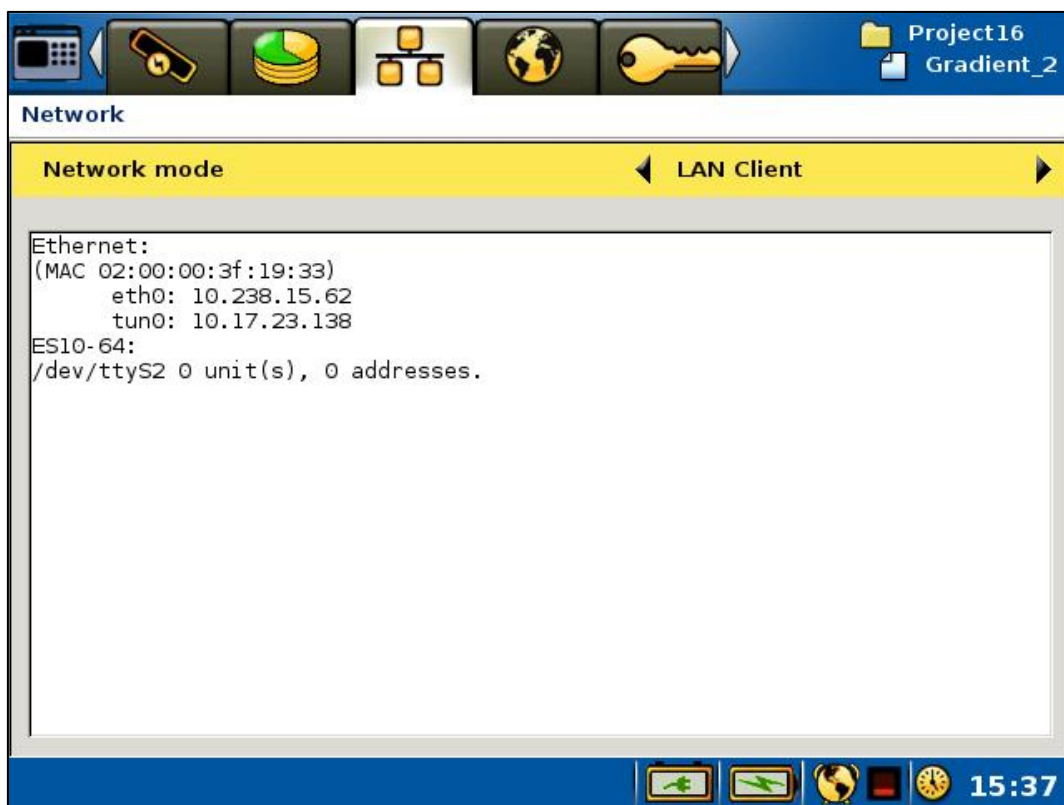 Project16
Gradient_2
Network
Network mode LAN Client
Ethernet:
(MAC 02:00:00:3f:19:33)
eth0: 10.238.15.62
tun0: 10.17.23.138
ES10-64:
/dev/ttyS2 0 unit(s), 0 addresses.
15:37